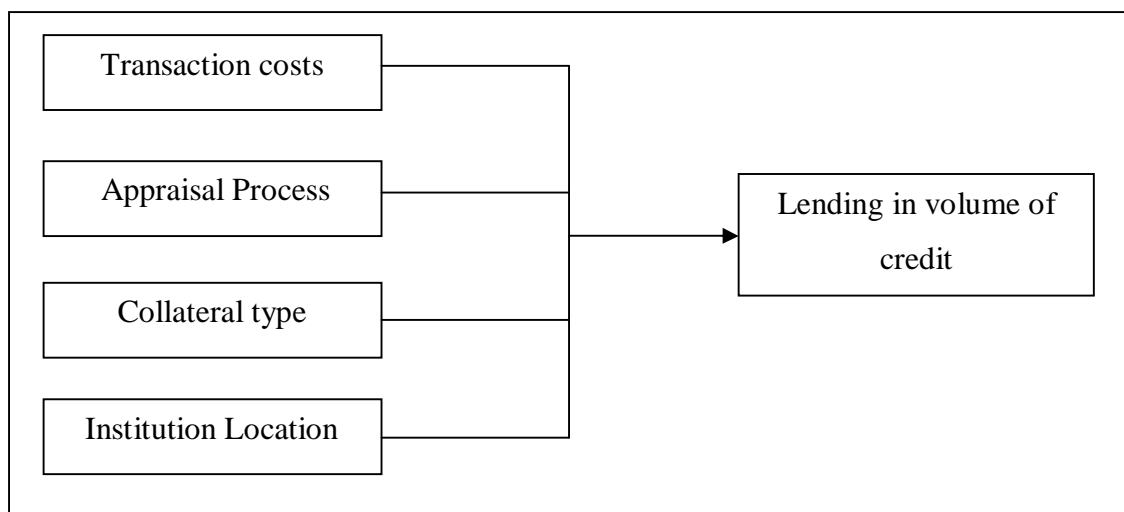 Transaction costs
Appraisal Process
Collateral type
Institution Location
Lending in volume of
credit